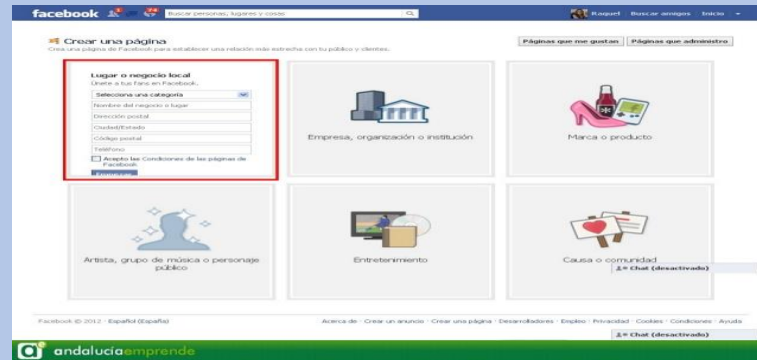 facebook
Buscar personas, lugares y cosas
Raquel Buscar amigos Inicio
Crear una página
Crea una página de Facebook para establecer una relación más estrecha con tu público y clientes.
Páginas que me gustan Páginas que administro
Lugar o negocio local
Únete a tus fans en Facebook.
Selecciona una categoría
Nombre del negocio o lugar
Dirección postal
Ciudad/Estado
Código postal
Teléfono
Acepto las Condiciones de las páginas de
Facebook
Empresa, organización o institución
Marca o producto
Artista, grupo de música o personaje
público
Entretenimiento
Causa o comunidad
Chat (desactivado)
Facebook © 2012 · Español (España)
Acerca de · Crear un anuncio · Crear una página · Desarrolladores · Empleo · Privacidad · Cookies · Condiciones · Ayuda
Chat (desactivado)
andalucíaemprende